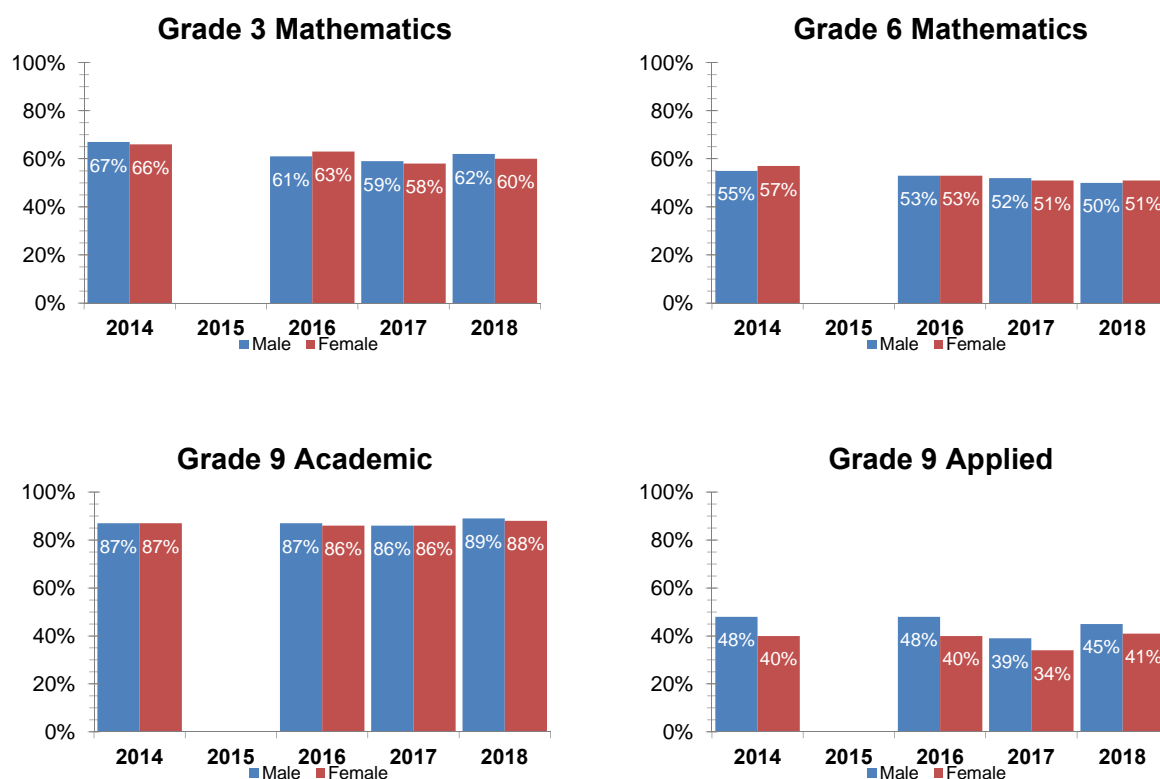 Grade 3 Mathematics
100%
80%
60%
40%
20%
0%
67% 66% 61% 63% 59% 58% 62% 60%
2014 2015 2016 2017 2018
Male Female
Grade 6 Mathematics
100%
80%
60%
40%
20%
0%
55% 57% 53% 53% 52% 51% 50% 51%
2014 2015 2016 2017 2018
Male Female
Grade 9 Academic
100%
80%
60%
40%
20%
0%
87% 87% 87% 86% 86% 86% 89% 88%
2014 2015 2016 2017 2018
Male Female
Grade 9 Applied
100%
80%
60%
40%
20%
0%
48% 40% 48% 40% 39% 34% 45% 41%
2014 2015 2016 2017 2018
Male Female